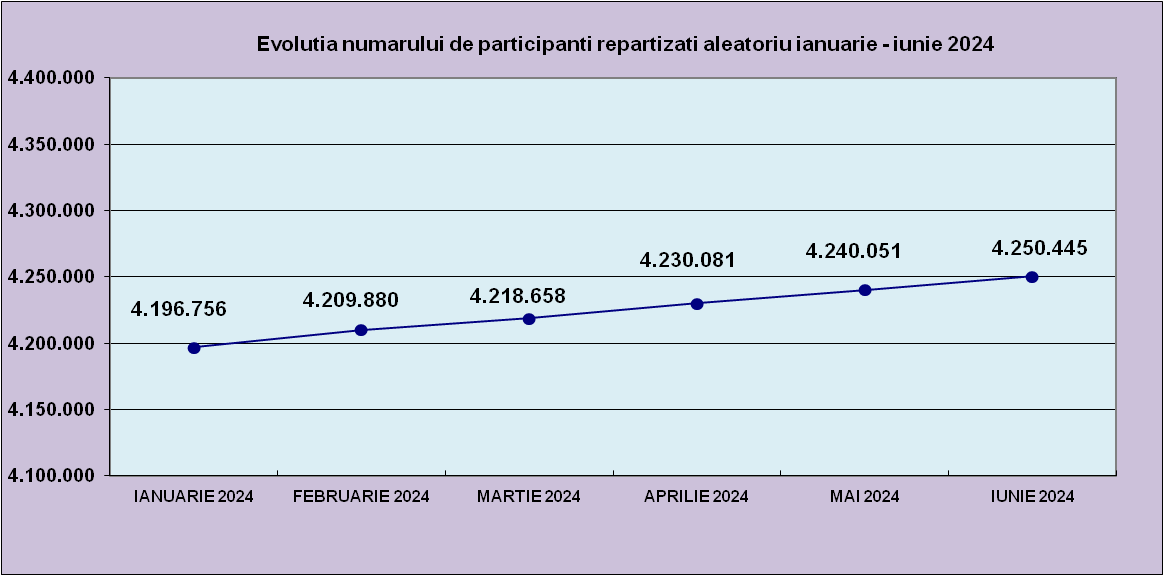 Evolutia numarului de participanti repartizati aleatoriu ianuarie - iunie 2024
4.400.000
4.350.000
4.300.000
4.250.000
4.200.000
4.150.000
4.100.000
4.196.756
4.209.880
4.218.658
4.230.081
4.240.051
4.250.445
IANUARIE 2024
FEBRUARIE 2024
MARTIE 2024
APRILIE 2024
MAI 2024
IUNIE 2024